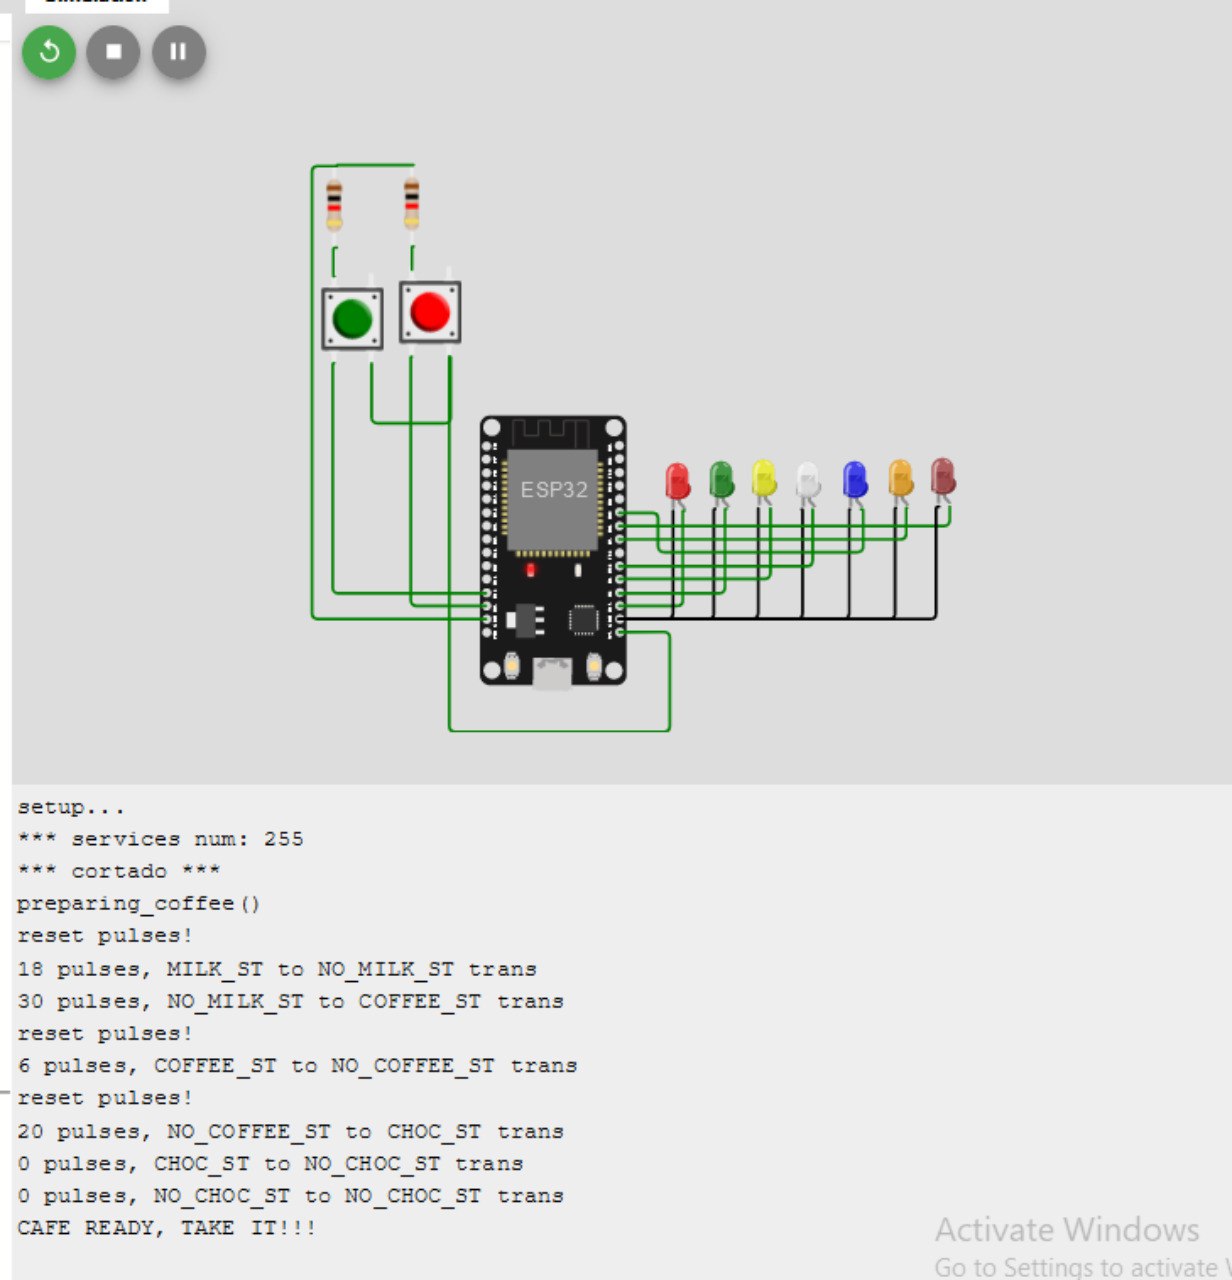 ESP32
setup...
*** services num: 255
*** cortado ***
preparing_coffee()
reset pulses!
18 pulses, MILK_ST to NO_MILK_ST trans
30 pulses, NO_MILK_ST to COFFEE_ST trans
reset pulses!
6 pulses, COFFEE_ST to NO_COFFEE_ST trans
reset pulses!
20 pulses, NO_COFFEE_ST to CHOC_ST trans
0 pulses, CHOC_ST to NO_CHOC_ST trans
0 pulses, NO_CHOC_ST to NO_CHOC_ST trans
CAFE READY, TAKE IT!!!
Activate Windows
Go to Settings to activate